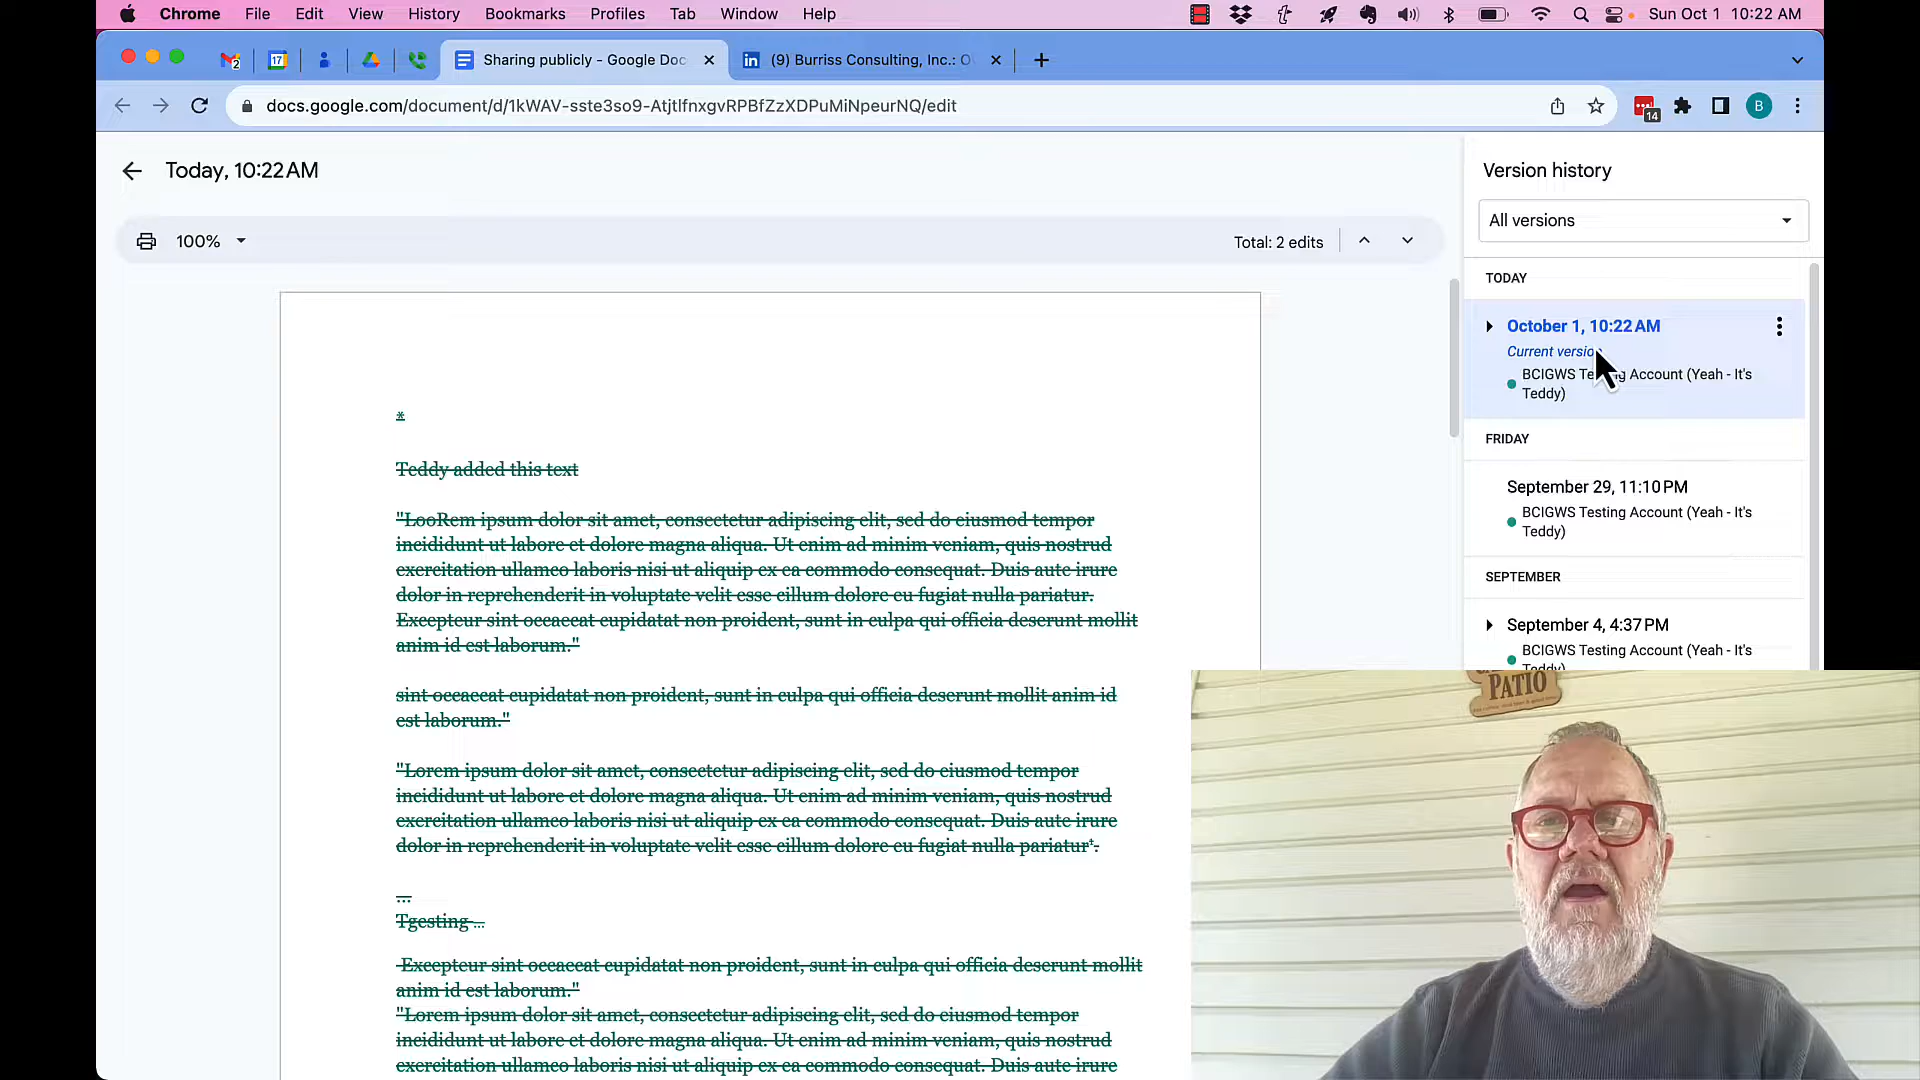 Chrome File Edit View History Bookmarks Profiles Tab Window Help Sun Oct 1 10:22 AM
2 17 Sharing publicly - Google Doc (9) Burriss Consulting, Inc.: O
docs.google.com/document/d/1kWAV-sste3so9-AtjtlfnxgvRPBfZzXDPuMiNpeurNQ/edit 14 B
Today, 10:22 AM
100% Total: 2 edits
*
Teddy added this text
"LooRem ipsum dolor sit amet, consectetur adipiscing elit, sed do eiusmod tempor
incididunt ut labore et dolore magna aliqua. Ut enim ad minim veniam, quis nostrud
exercitation ullamco laboris nisi ut aliquip ex ea commodo consequat. Duis aute irure
dolor in reprehenderit in voluptate velit esse cillum dolore eu fugiat nulla pariatur.
Excepteur sint occaecat cupidatat non proident, sunt in culpa qui officia deserunt mollit
anim id est laborum."
sint occaecat cupidatat non proident, sunt in culpa qui officia deserunt mollit anim id
est laborum."
"Lorem ipsum dolor sit amet, consectetur adipiscing elit, sed do eiusmod tempor
incididunt ut labore et dolore magna aliqua. Ut enim ad minim veniam, quis nostrud
exercitation ullamco laboris nisi ut aliquip ex ea commodo consequat. Duis aute irure
dolor in reprehenderit in voluptate velit esse cillum dolore eu fugiat nulla pariatur'.
...
Tgesting ...
Excepteur sint occaecat cupidatat non proident, sunt in culpa qui officia deserunt mollit
anim id est laborum."
"Lorem ipsum dolor sit amet, consectetur adipiscing elit, sed do eiusmod tempor
incididunt ut labore et dolore magna aliqua. Ut enim ad minim veniam, quis nostrud
exercitation ullamco laboris nisi ut aliquip ex ea commodo consequat. Duis aute irure
Version history
All versions
TODAY
October 1, 10:22 AM
Current version
BCIGWS Testing Account (Yeah - It's
Teddy)
FRIDAY
September 29, 11:10 PM
BCIGWS Testing Account (Yeah - It's
Teddy)
SEPTEMBER
September 4, 4:37 PM
BCIGWS Testing Account (Yeah - It's
Teddy)
PATIO